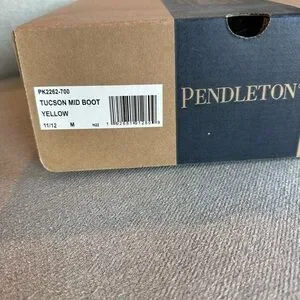 PK2262-700
TUCSON MID BOOT
YELLOW
11/12 M
PENDLETON